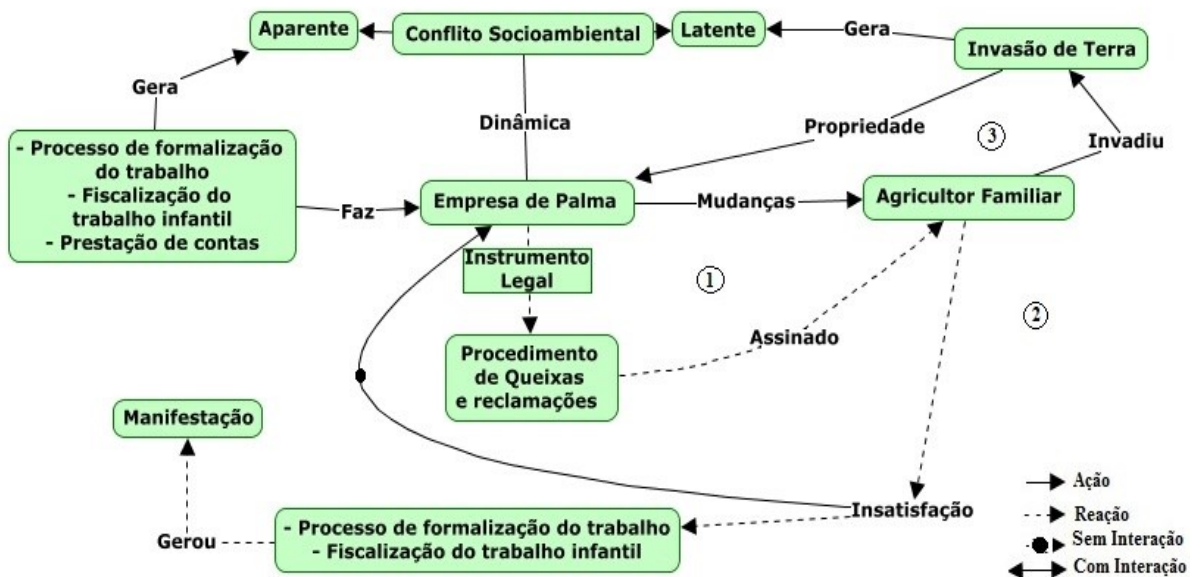 Aparente
Conflito Socioambiental
Latente
Gera
Invasão de Terra
Gera
Dinâmica
Propriedade
3
Invadiu
- Processo de formalização
do trabalho
- Fiscalização do
trabalho infantil
- Prestação de contas
Faz
Empresa de Palma
Mudanças
Agricultor Familiar
Instrumento
Legal
1
2
Assinado
Procedimento
de Queixas
e reclamações
Manifestação
Insatisfação
Gerou
- Processo de formalização do trabalho
- Fiscalização do trabalho infantil
Ação
Reação
Sem Interação
Com Interação